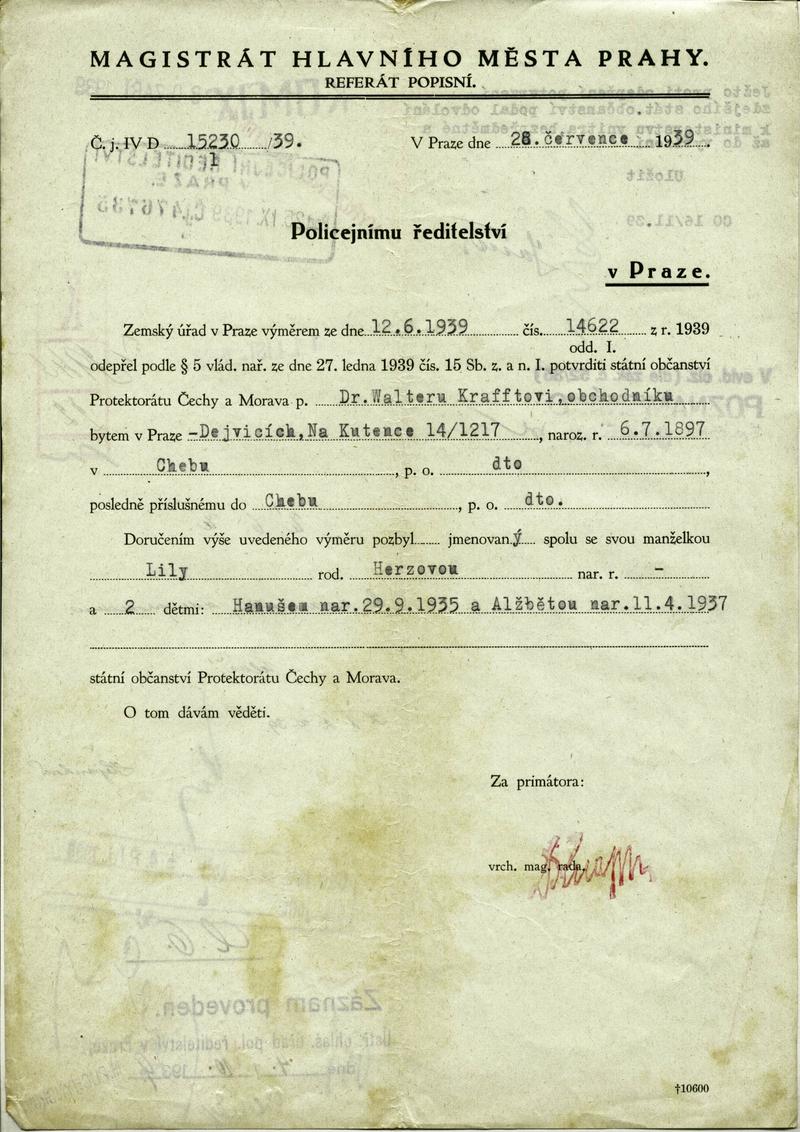 MAGISTRÁT HLAVNÍHO MĚSTA PRAHY.
REFERÁT POPISNÍ.
Č. j. IV D 15230/39.
1
V Praze dne 28. července 1939.
Policejnímu ředitelství
v Praze.
Zemský úřad v Praze výměrem ze dne 12.6.1939 čís. 14622 z r. 1939
odd. I.
odepřel podle § 5 vlád. nař. ze dne 27. ledna 1939 čís. 15 Sb. z. a n. I. potvrditi státní občanství
Protektorátu Čechy a Morava p. Dr.Walteru Krafftovi,obchodníku
bytem v Praze -Dejvicích,Na Kutence 14/1217, naroz. r. 6.7.1897
v Chebu, p. o. dto,
posledně příslušnému do Chebu, p. o. dto.
Doručením výše uvedeného výměru pozbyl jmenovaný spolu se svou manželkou
Lily rod. Herzovou nar. r. -
a 2 dětmi: Hanušem nar.29.9.1935 a Alžbětou nar.11.4.1937
státní občanství Protektorátu Čechy a Morava.
O tom dávám věděti.
Za primátora:
vrch. mag. rada.
†10600